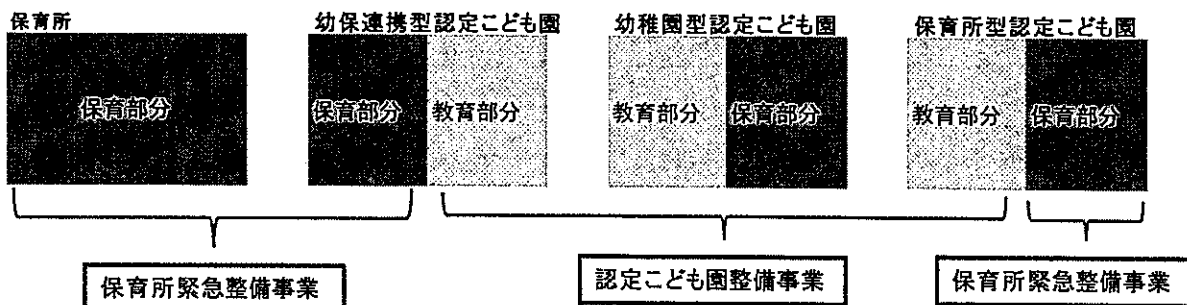 保育所
幼保連携型認定こども園
幼稚園型認定こども園
保育所型認定こども園
保育部分
保育部分
教育部分
教育部分
保育部分
教育部分
保育部分
保育所緊急整備事業
認定こども園整備事業
保育所緊急整備事業